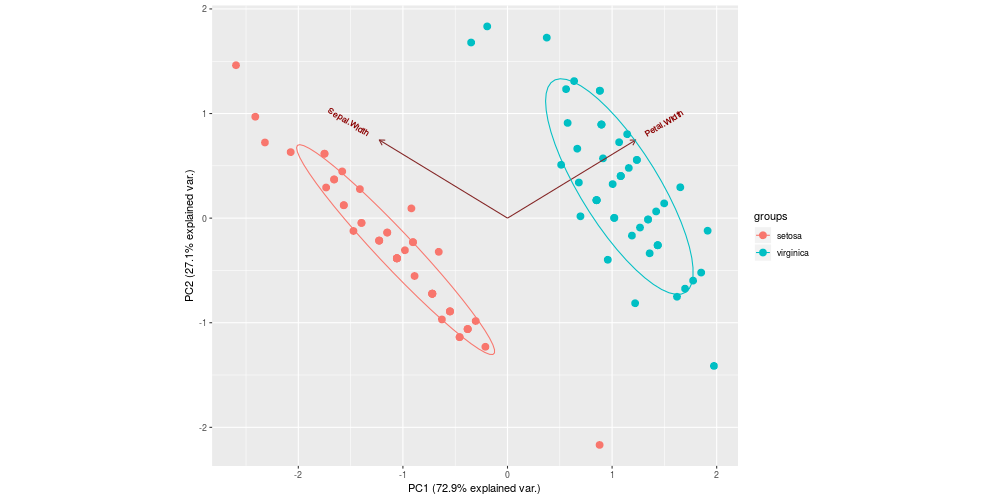 2
1
0
-1
-2
-2
-1
0
1
2
PC1 (72.9% explained var.)
PC2 (27.1% explained var.)
Sepal.Width
Petal.Width
groups
setosa
virginica